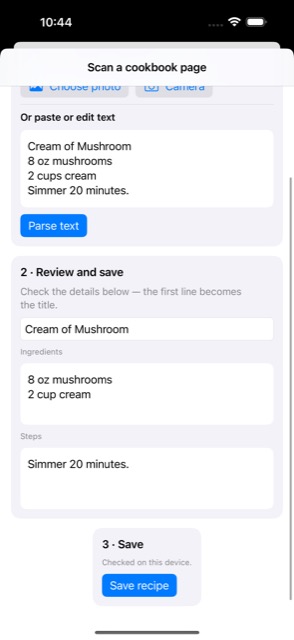 10:44
Scan a cookbook page
Choose photo
Camera
Or paste or edit text
Cream of Mushroom
8 oz mushrooms
2 cups cream
Simmer 20 minutes.
Parse text
2 · Review and save
Check the details below — the first line becomes
the title.
Cream of Mushroom
Ingredients
8 oz mushrooms
2 cup cream
Steps
Simmer 20 minutes.
3 · Save
Checked on this device.
Save recipe